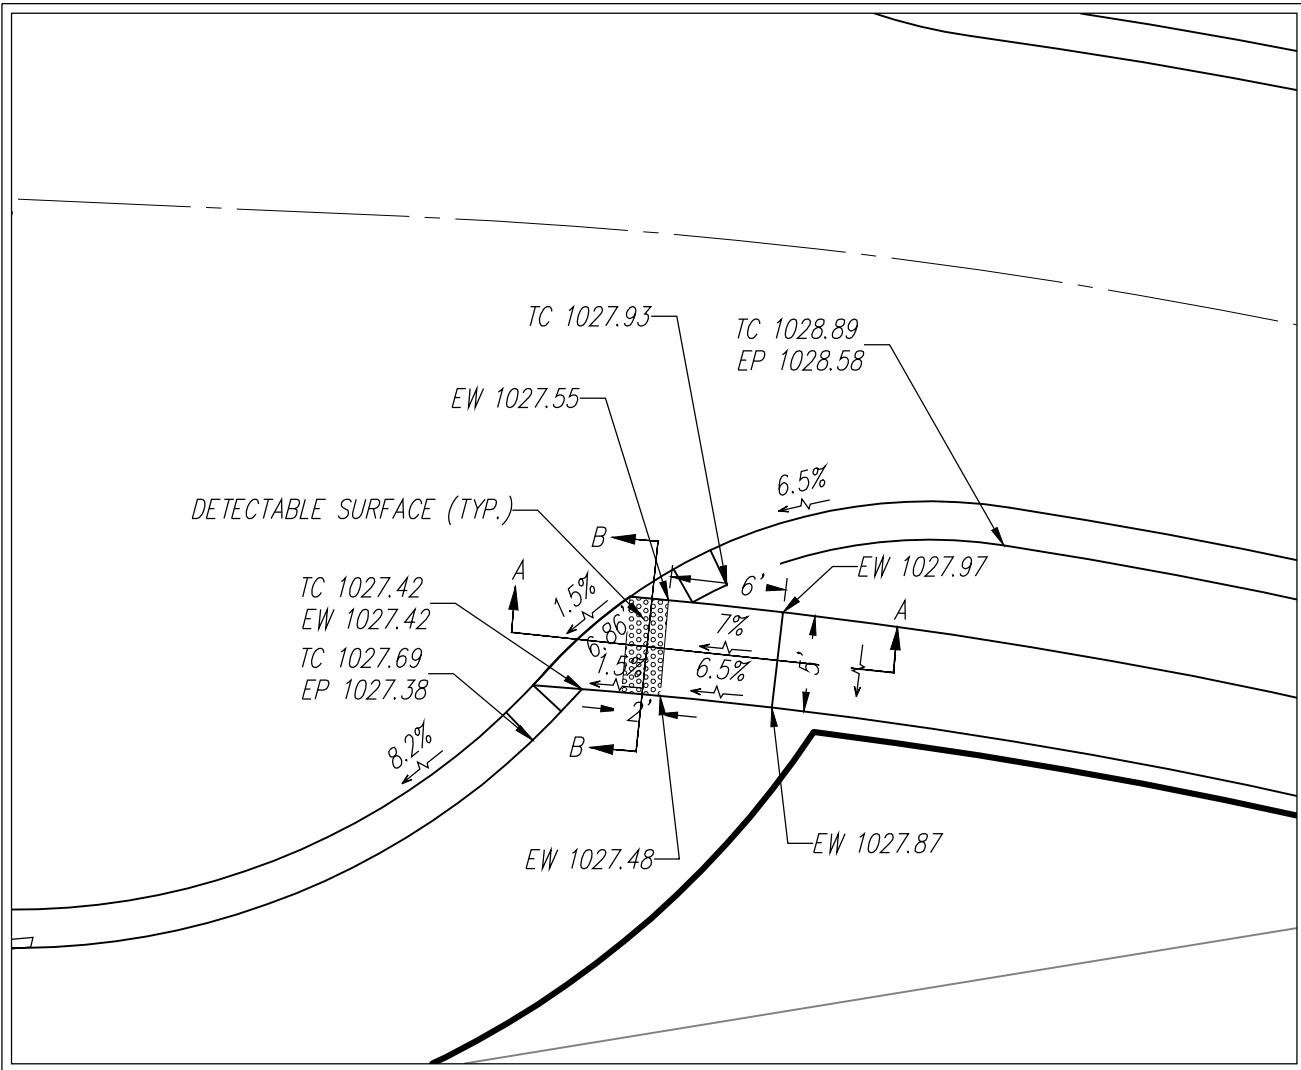 TC 1027.93
TC 1028.89
EP 1028.58
EW 1027.55
6.5%
DETECTABLE SURFACE (TYP.)
B
A
1.5%
6'
EW 1027.97
TC 1027.42
EW 1027.42
A
6.86'
7%
TC 1027.69
EP 1027.38
1.5%
6.5%
5'
2'
8.2%
B
EW 1027.48
EW 1027.87